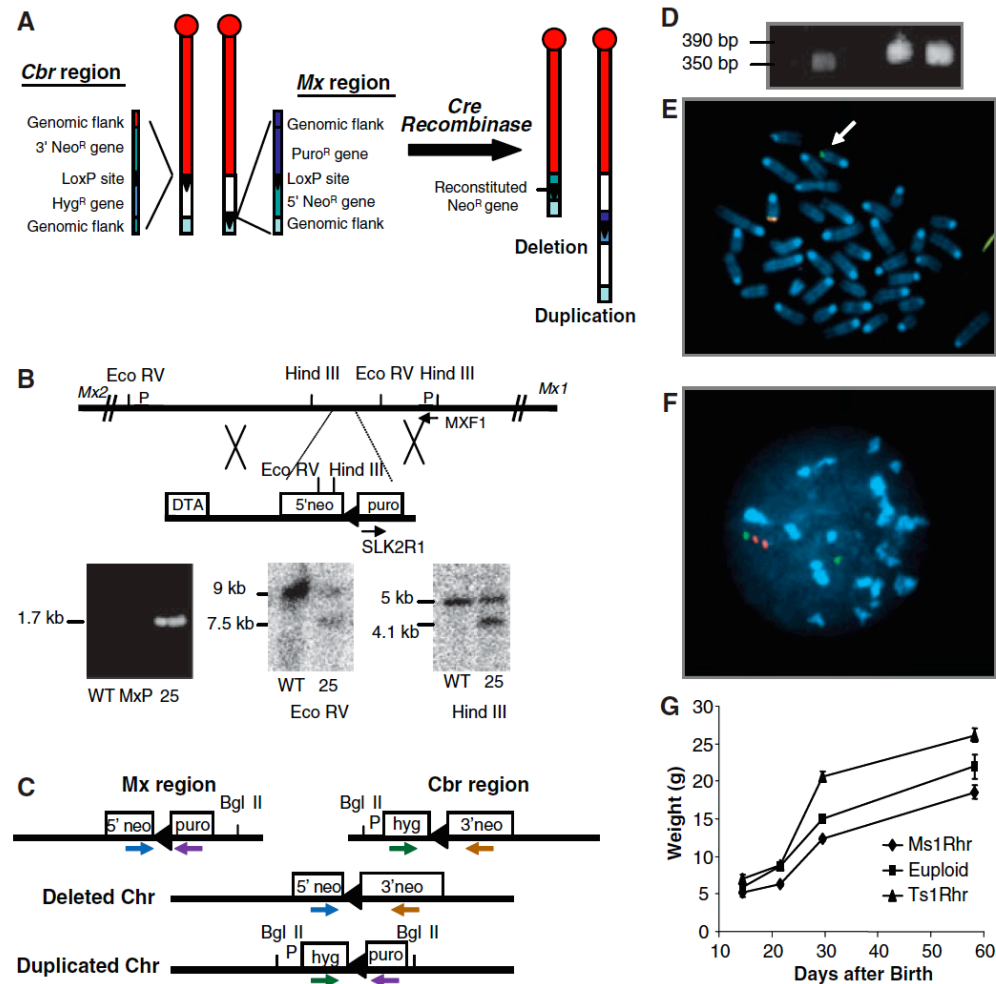 A
Cbr region
Genomic flank
3' Neoᴿ gene
LoxP site
Hygᴿ gene
Genomic flank
Mx region
Genomic flank
Puroᴿ gene
LoxP site
5' Neoᴿ gene
Genomic flank
Cre
Recombinase
Reconstituted
Neoᴿ gene
Deletion
Duplication
B
Mx2
Eco RV
P
Hind III
Eco RV
P
Hind III
Mx1
MXF1
Eco RV
Hind III
DTA
5'neo
puro
SLK2R1
1.7 kb
WT MxP 25
9 kb
7.5 kb
WT 25
Eco RV
5 kb
4.1 kb
WT 25
Hind III
C
Mx region
Bgl II
5' neo
puro
Cbr region
Bgl II
P
hyg
3'neo
Deleted Chr
5' neo
3'neo
Duplicated Chr
Bgl II
P
hyg
puro
Bgl II
D
390 bp
350 bp
E
F
G
Weight (g)
30
25
20
15
10
5
0
Ms1Rhr
Euploid
Ts1Rhr
10 20 30 40 50 60
Days after Birth